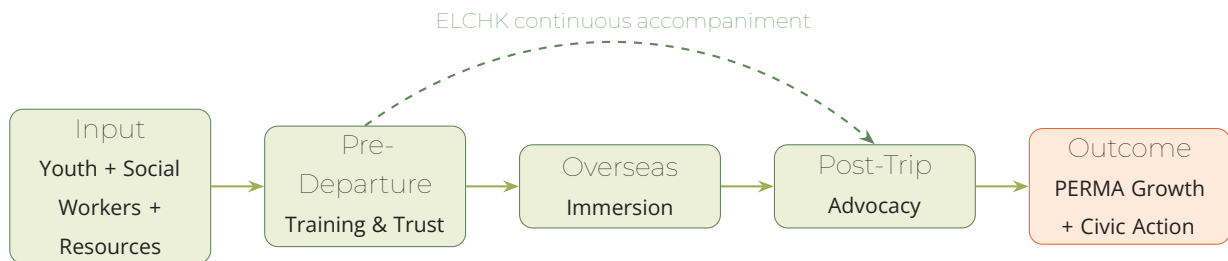 ELCHK continuous accompaniment
Input
Youth + Social
Workers +
Resources
Pre-
Departure
Training & Trust
Overseas
Immersion
Post-Trip
Advocacy
Outcome
PERMA Growth
+ Civic Action